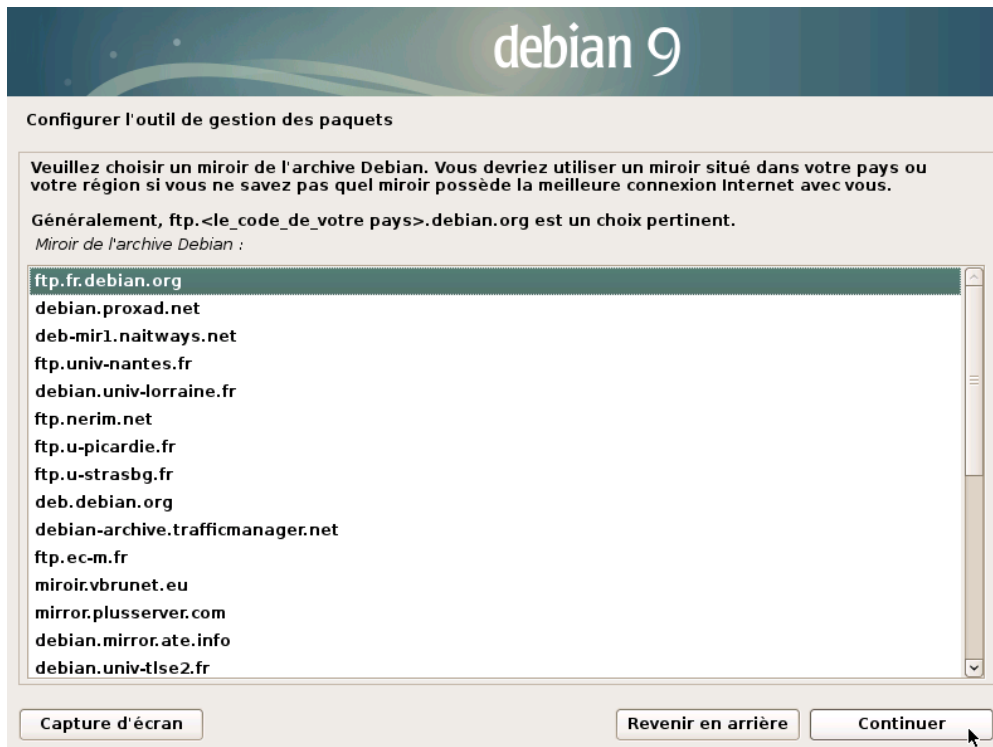 debian 9
Configurer l'outil de gestion des paquets
Veuillez choisir un miroir de l'archive Debian. Vous devriez utiliser un miroir situé dans votre pays ou
votre région si vous ne savez pas quel miroir possède la meilleure connexion Internet avec vous.
Généralement, ftp.<le_code_de_votre pays>.debian.org est un choix pertinent.
Miroir de l'archive Debian :
ftp.fr.debian.org
debian.proxad.net
deb-mir1.naitways.net
ftp.univ-nantes.fr
debian.univ-lorraine.fr
ftp.nerim.net
ftp.u-picardie.fr
ftp.u-strasbg.fr
deb.debian.org
debian-archive.trafficmanager.net
ftp.ec-m.fr
miroir.vbrunet.eu
mirror.plusserver.com
debian.mirror.ate.info
debian.univ-tlse2.fr
Capture d'écran
Revenir en arrière
Continuer